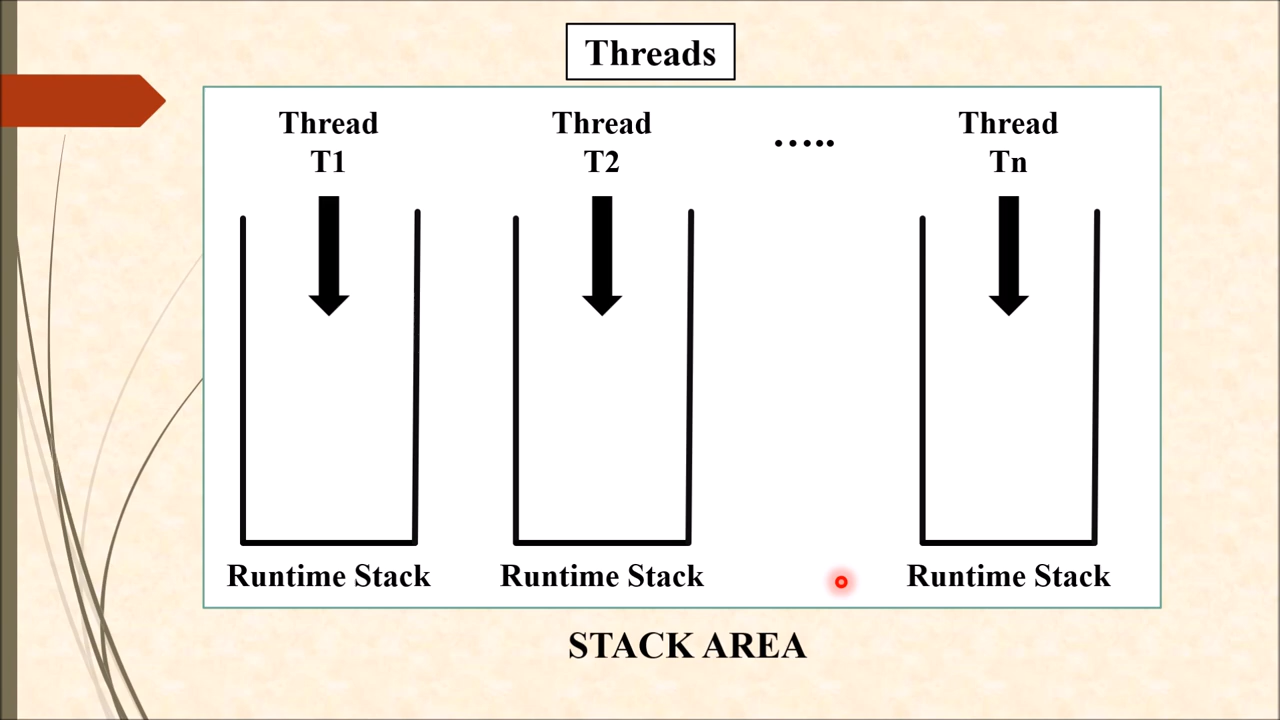 Threads
Thread
T1
Thread
T2
.....
Thread
Tn
Runtime Stack
Runtime Stack
Runtime Stack
STACK AREA